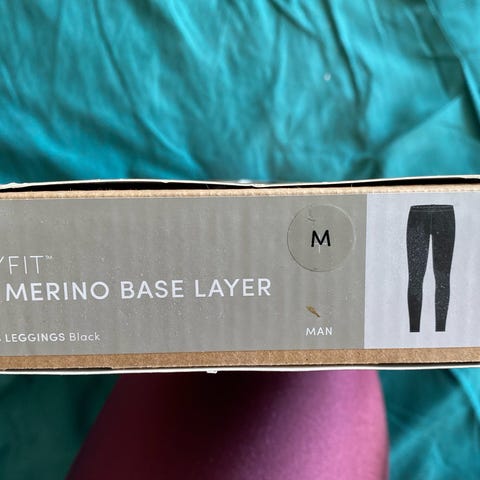 YFIT™
MERINO BASE LAYER
LEGGINGS Black
M
MAN